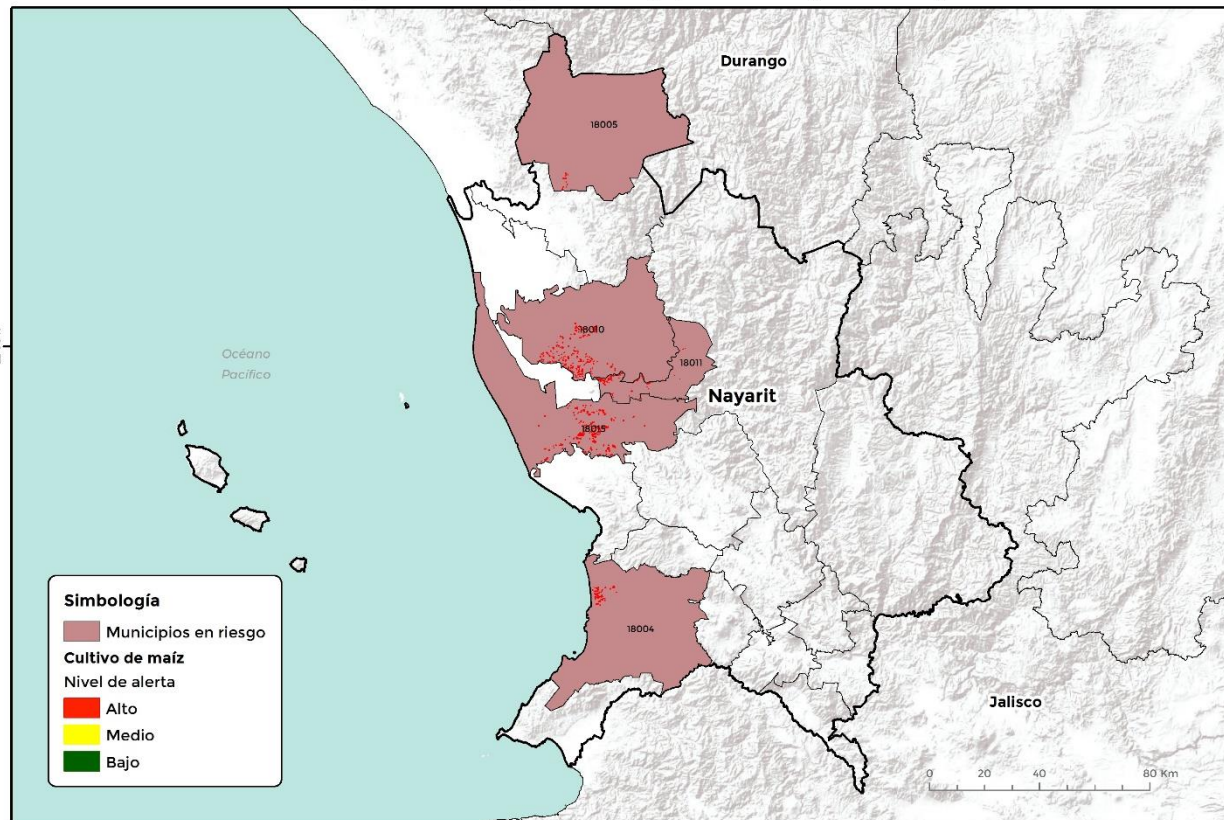 Durango
18005
18010
18011
Océano
Pacífico
Nayarit
18015
18004
Simbología
Municipios en riesgo
Cultivo de maíz
Nivel de alerta
Alto
Medio
Bajo
Jalisco
0 20 40 80 Km